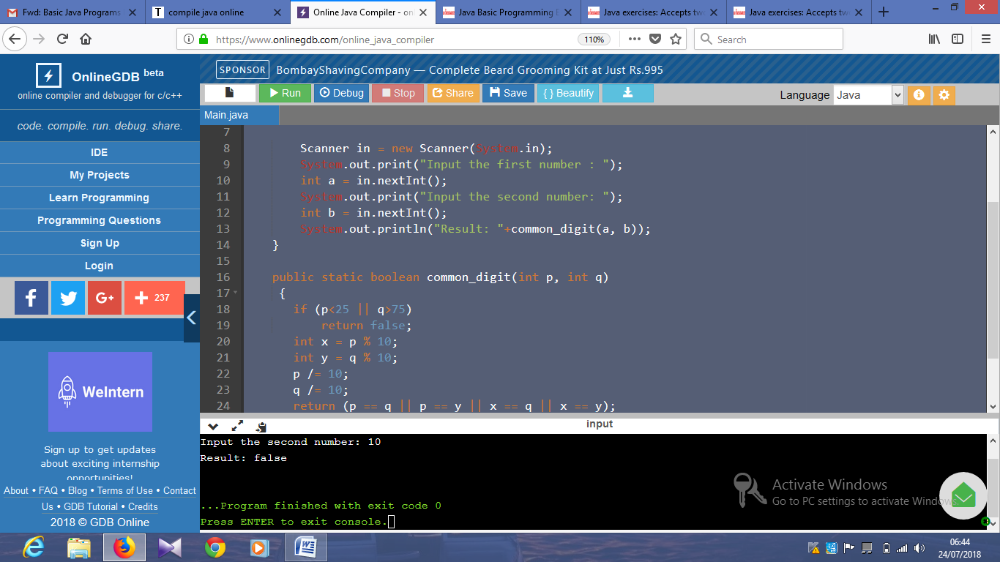 Fwd: Basic Java Programs
compile java online
Online Java Compiler - onl
Java Basic Programming E
Java exercises: Accepts tw
Java exercises: Accepts tw
https://www.onlinegdb.com/online_java_compiler
110%
Search
OnlineGDB beta
online compiler and debugger for c/c++
code. compile. run. debug. share.
IDE
My Projects
Learn Programming
Programming Questions
Sign Up
Login
f
G+
+ 237
WeIntern
Sign up to get updates
about exciting internship
opportunities!
About • FAQ • Blog • Terms of Use • Contact
Us • GDB Tutorial • Credits
2018 © GDB Online
SPONSOR BombayShavingCompany — Complete Beard Grooming Kit at Just Rs.995
Run Debug Stop Share Save { } Beautify
Language Java
Main.java
7
8 Scanner in = new Scanner(System.in);
9 System.out.print("Input the first number : ");
10 int a = in.nextInt();
11 System.out.print("Input the second number: ");
12 int b = in.nextInt();
13 System.out.println("Result: "+common_digit(a, b));
14 }
15
16 public static boolean common_digit(int p, int q)
17 {
18 if (p<25 || q>75)
19 return false;
20 int x = p % 10;
21 int y = q % 10;
22 p /= 10;
23 q /= 10;
24 return (p == q || p == y || x == q || x == y);
input
Input the second number: 10
Result: false
...Program finished with exit code 0
Press ENTER to exit console.
Activate Windows
Go to PC settings to activate Windows.
06:44
24/07/2018